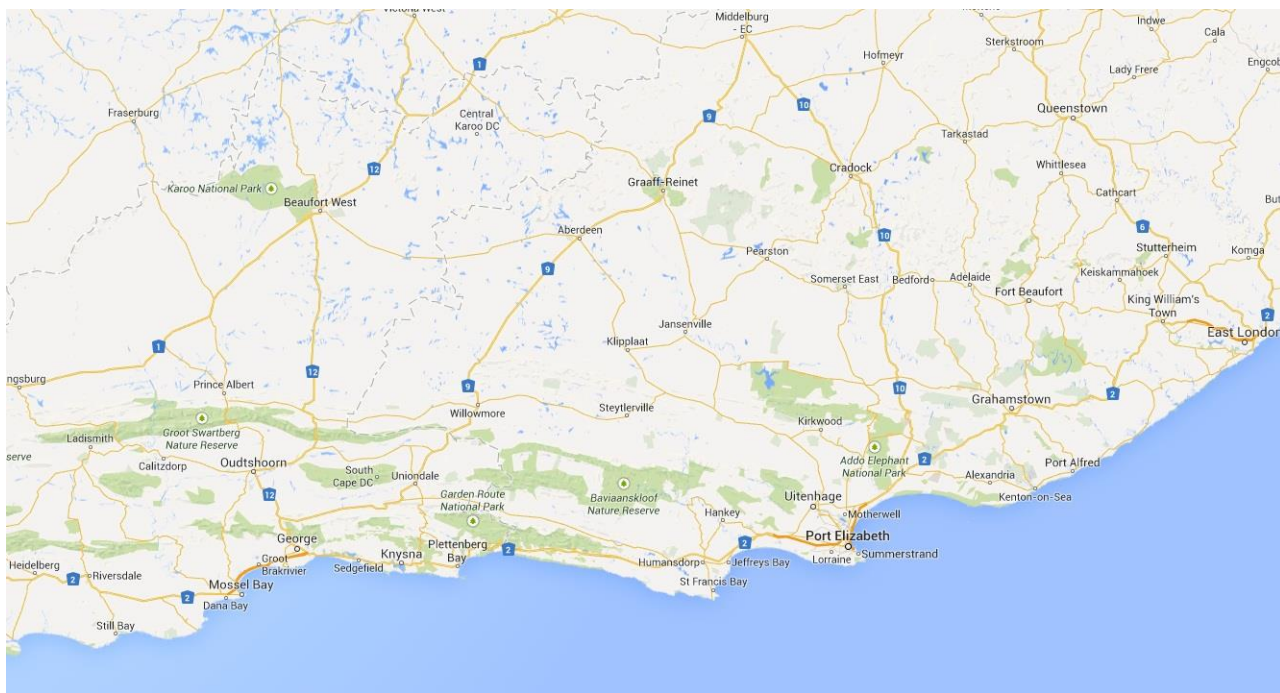 Victoria West
Middelburg
- EC
Indwe
Cala
Sterkstroom
Hofmeyr
Engcob
1
Lady Frere
Fraserburg
Central
Karoo DC
10
9
Queenstown
Tarkastad
12
Whittlesea
Cradock
Karoo National Park
Graaff-Reinet
Cathcart
Beaufort West
But
Aberdeen
10
6
Stutterheim
Pearston
Komga
9
Somerset East
Bedford
Adelaide
Keiskammahoek
Fort Beaufort
King William's
Town
2
Jansenville
East London
Klipplaat
1
12
ngsburg
Prince Albert
9
10
2
Willowmore
Steytlerville
Grahamstown
Groot Swartberg
Nature Reserve
Kirkwood
Ladismith
serve
Calitzdorp
Oudtshoorn
Addo Elephant
National Park
2
South
Cape DC
Uniondale
Alexandria
Port Alfred
Kenton-on-Sea
12
Garden Route
National Park
Bavaanskloof
Nature Reserve
Uitenhage
Hankey
Motherwell
George
Knysna
Plettenberg
Bay
2
2
Port Elizabeth
Groot
Brakrivier
Sedgefield
Humansdorp
Jeffreys Bay
Lorraine
Summerstrand
Heidelberg
2
Riversdale
Mossel Bay
St Francis Bay
2
Dana Bay
Still Bay